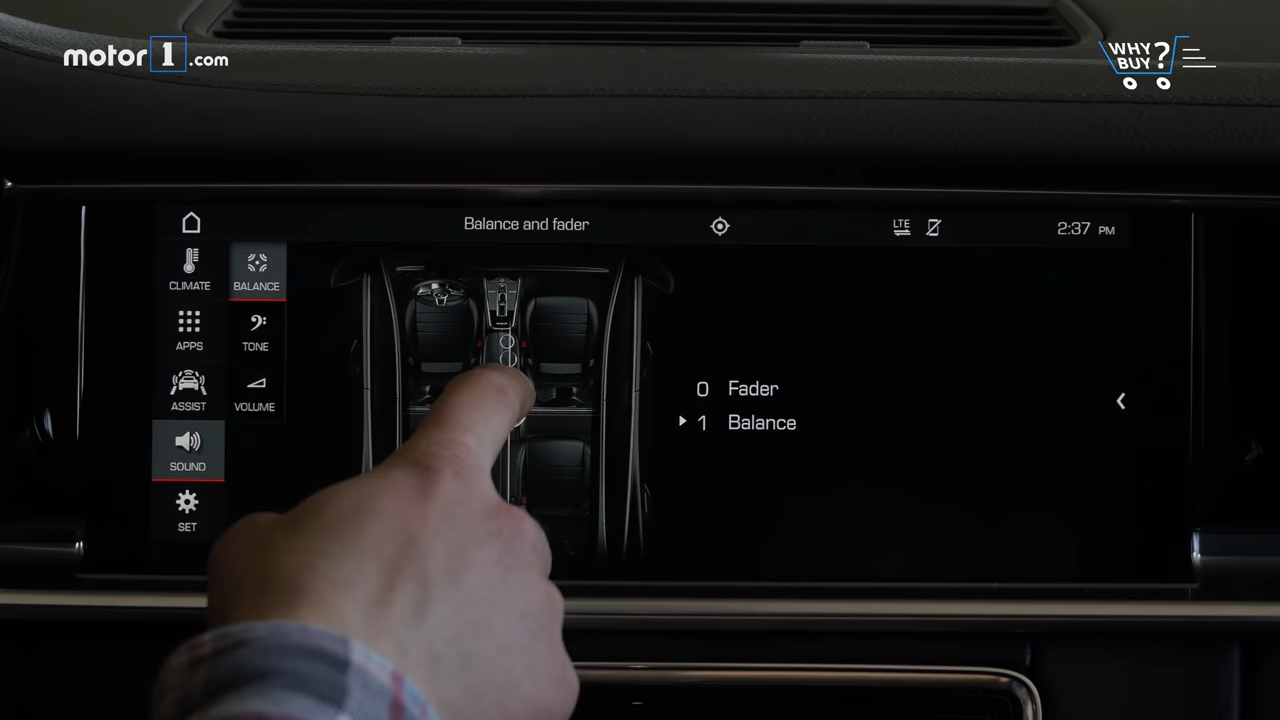 motor1.com
WHY
BUY?
Balance and fader
LTE
2:37 PM
CLIMATE
BALANCE
APPS
TONE
ASSIST
VOLUME
SOUND
SET
0 Fader
1 Balance